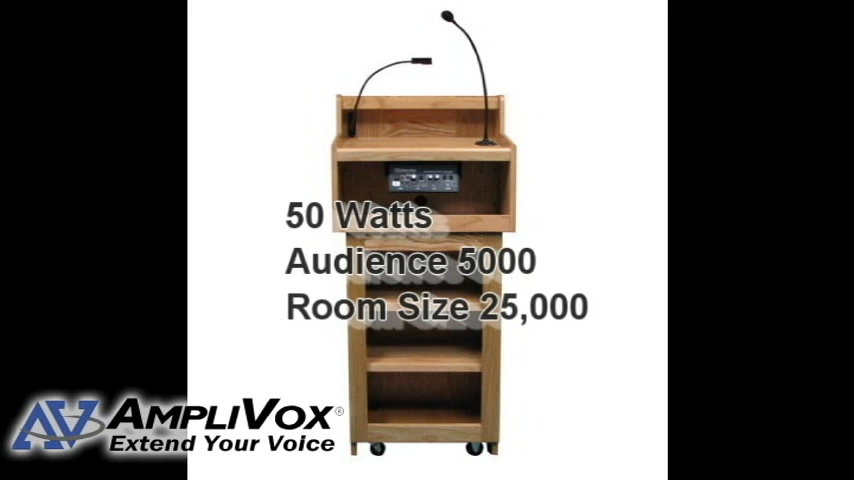 50 Watts
Audience 5000
Room Size 25,000
AMPLIVOX®
Extend Your Voice